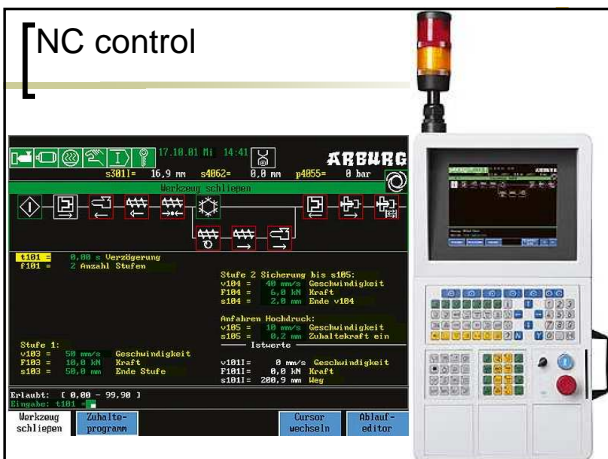 NC control
17.10.01 Mi 14:41
ARBURG
s301I= 16,9 mm s4062= 0,0 mm p4055= 0 bar
Werkzeug schließen
t101 = 0,00 s Verzögerung
f101 = 2 Anzahl Stufen
Stufe 2 Sicherung bis s105:
v104 = 40 mm/s Geschwindigkeit
F104 = 6,0 kN Kraft
s104 = 2,0 mm Ende v104
Anfahren Hochdruck:
v105 = 10 mm/s Geschwindigkeit
s105 = 0,2 mm Zuhaltekraft ein
Stufe 1:
v103 = 50 mm/s Geschwindigkeit
F103 = 10,0 kN Kraft
s103 = 50,0 mm Ende Stufe
Istwerte
v101I= 0 mm/s Geschwindigkeit
F101I= 0,0 kN Kraft
s101I= 200,9 mm Weg
Erlaubt: [ 0,00 - 99,90 ]
Eingabe: t101 =
Werkzeug schließen
Zuhalte-programm
Cursor wechseln
Ablauf-editor